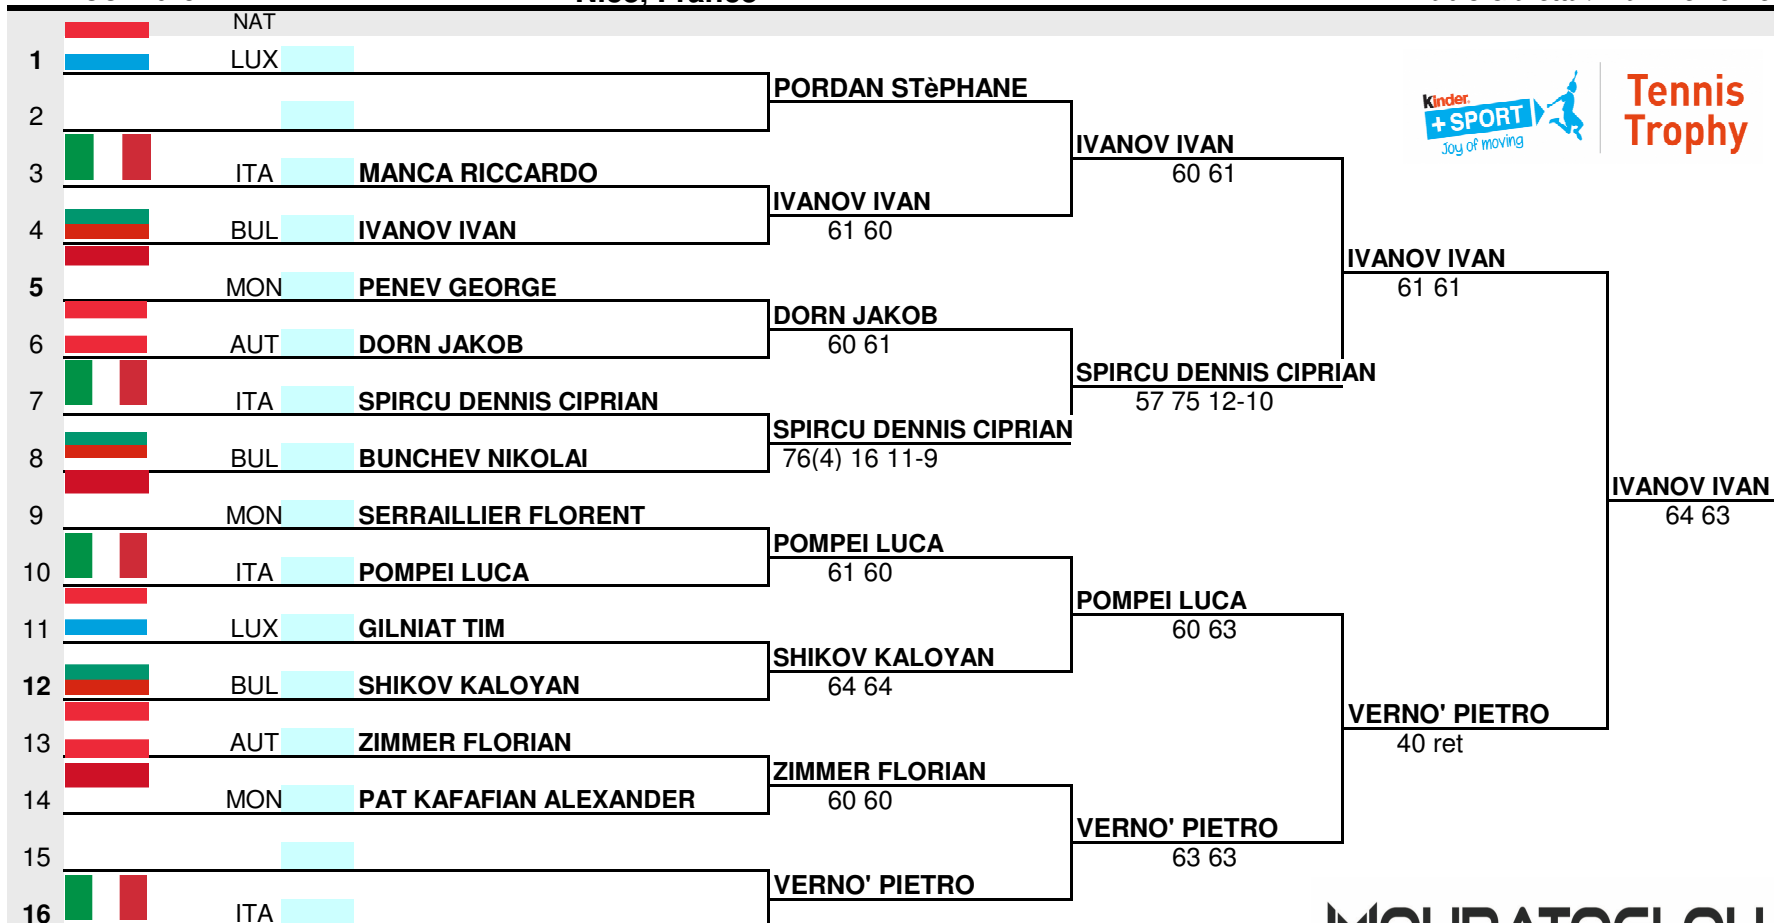 Nice, France
NAT
1 LUX
PORDAN STèPHANE
2
kinder
+ SPORT
Joy of moving
Tennis
Trophy
IVANOV IVAN
3 ITA MANCA RICCARDO
60 61
IVANOV IVAN
4 BUL IVANOV IVAN
61 60
IVANOV IVAN
5 MON PENEV GEORGE
61 61
DORN JAKOB
6 AUT DORN JAKOB
60 61
SPIRCU DENNIS CIPRIAN
7 ITA SPIRCU DENNIS CIPRIAN
57 75 12-10
SPIRCU DENNIS CIPRIAN
8 BUL BUNCHEV NIKOLAI
76(4) 16 11-9
IVANOV IVAN
9 MON SERRAILLIER FLORENT
64 63
POMPEI LUCA
10 ITA POMPEI LUCA
61 60
POMPEI LUCA
11 LUX GILNIAT TIM
60 63
SHIKOV KALOYAN
12 BUL SHIKOV KALOYAN
64 64
VERNO' PIETRO
13 AUT ZIMMER FLORIAN
40 ret
ZIMMER FLORIAN
14 MON PAT KAFAFIAN ALEXANDER
60 60
VERNO' PIETRO
15
63 63
VERNO' PIETRO
16 ITA
MOURATOGLOU